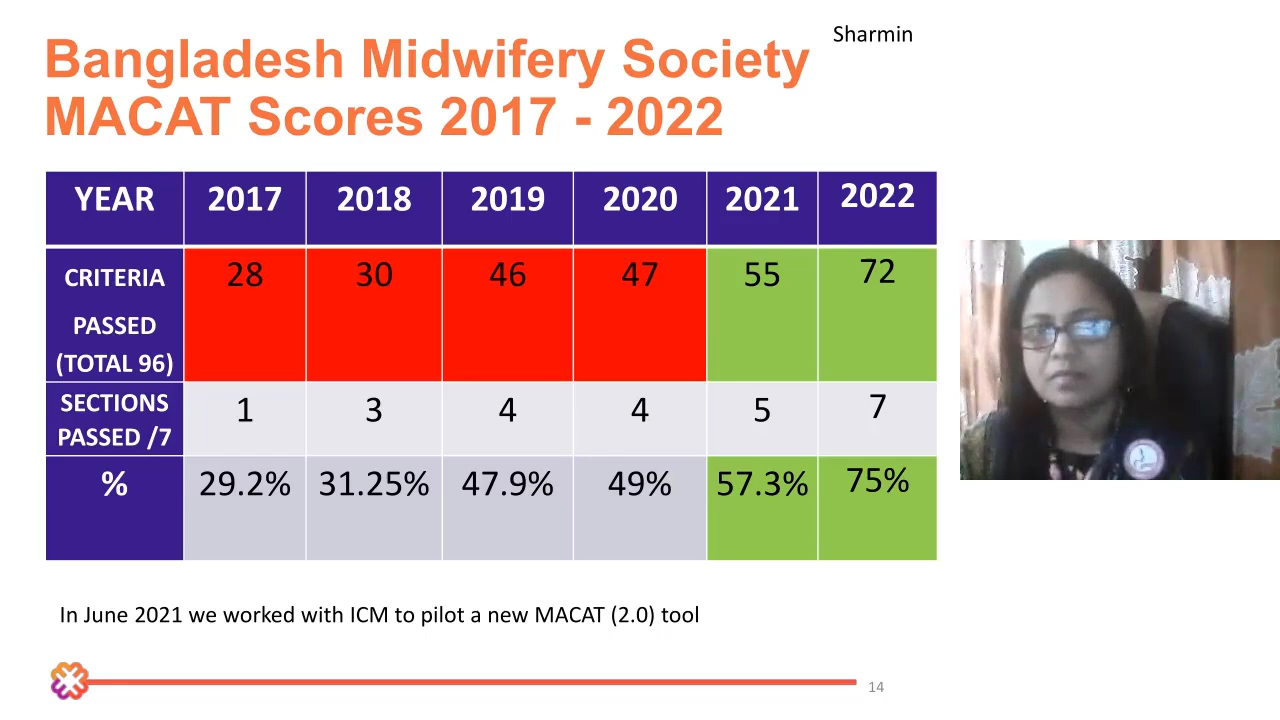 Sharmin
Bangladesh Midwifery Society
MACAT Scores 2017 - 2022
YEAR 2017 2018 2019 2020 2021 2022
CRITERIA PASSED (TOTAL 96) 28 30 46 47 55 72
SECTIONS PASSED /7 1 3 4 4 5 7
% 29.2% 31.25% 47.9% 49% 57.3% 75%
In June 2021 we worked with ICM to pilot a new MACAT (2.0) tool
14